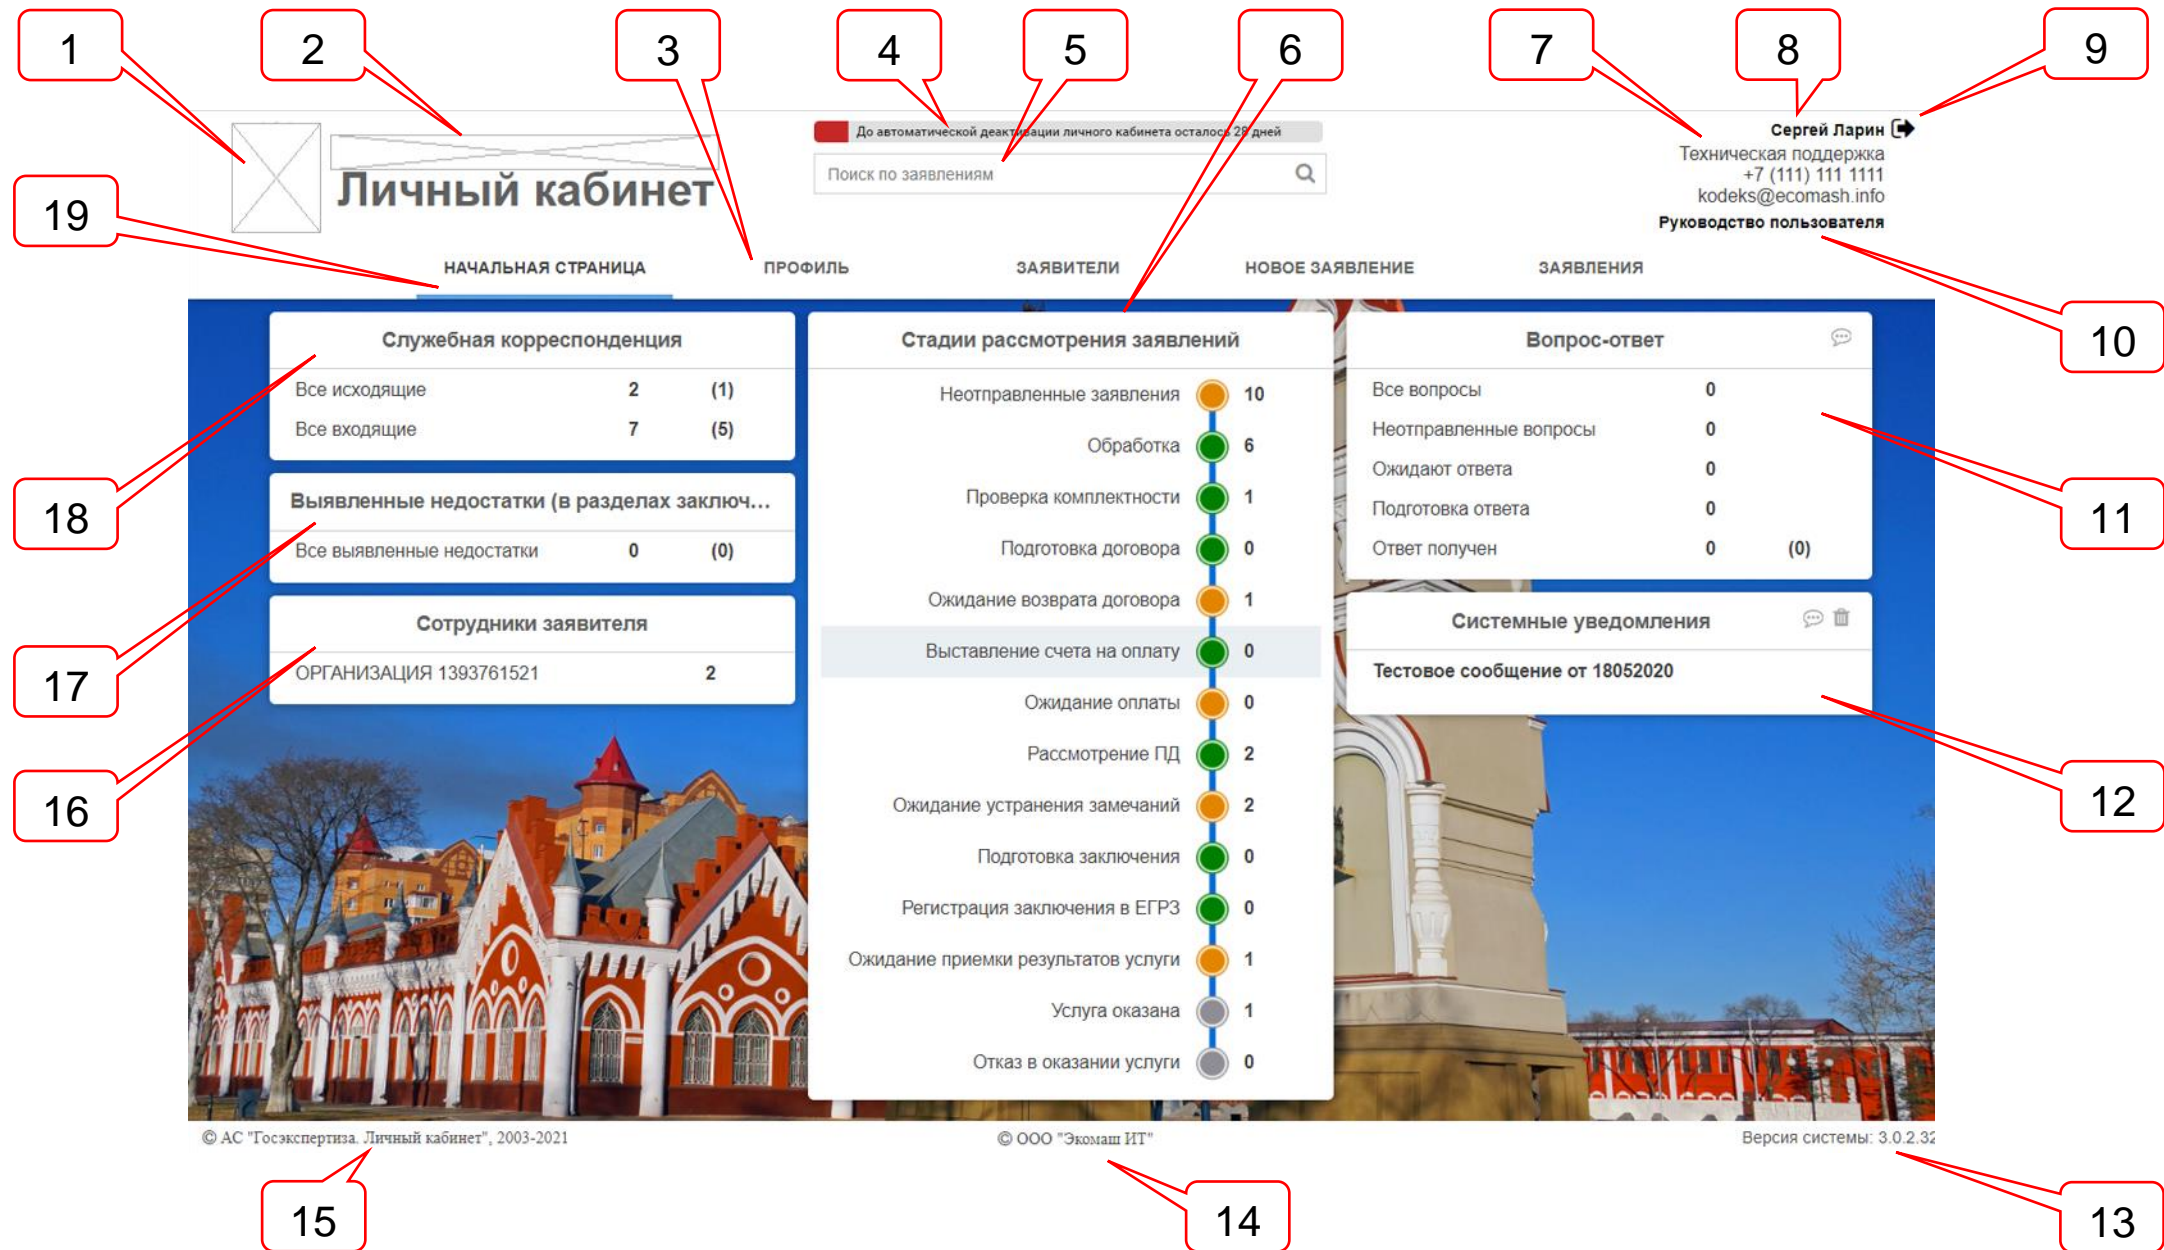 1
2
3
4
5
6
7
8
9
До автоматической деактивации личного кабинета осталось 28 дней
Сергей Ларин
Поиск по заявлениям
Техническая поддержка
+7 (111) 111 1111
kodeks@ecomash.info
Личный кабинет
Руководство пользователя
19
НАЧАЛЬНАЯ СТРАНИЦА
ПРОФИЛЬ
ЗАЯВИТЕЛИ
НОВОЕ ЗАЯВЛЕНИЕ
ЗАЯВЛЕНИЯ
10
Служебная корреспонденция
Все исходящие 2 (1)
Все входящие 7 (5)
18
Выявленные недостатки (в разделах заключ...
Все выявленные недостатки 0 (0)
17
Сотрудники заявителя
ОРГАНИЗАЦИЯ 1393761521 2
16
Стадии рассмотрения заявлений
Неотправленные заявления 10
Обработка 6
Проверка комплектности 1
Подготовка договора 0
Ожидание возврата договора 1
Выставление счета на оплату 0
Ожидание оплаты 0
Рассмотрение ПД 2
Ожидание устранения замечаний 2
Подготовка заключения 0
Регистрация заключения в ЕГРЗ 0
Ожидание приемки результатов услуги 1
Услуга оказана 1
Отказ в оказании услуги 0
Вопрос-ответ
Все вопросы 0
Неотправленные вопросы 0
Ожидают ответа 0
Подготовка ответа 0
Ответ получен 0 (0)
11
Системные уведомления
Тестовое сообщение от 18052020
12
© АС "Госэкспертиза. Личный кабинет", 2003-2021
© ООО "Экомаш ИТ"
Версия системы: 3.0.2.32
15
14
13